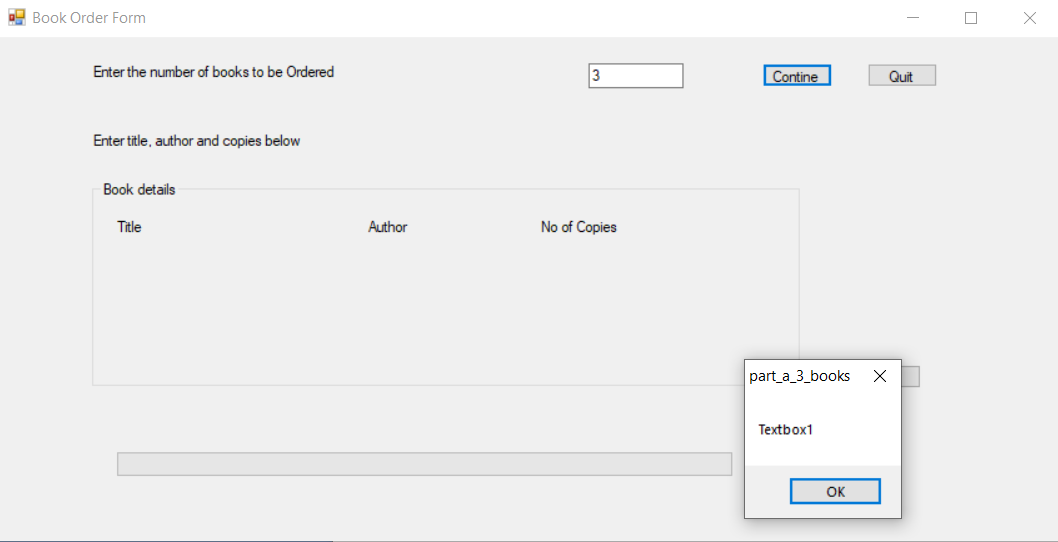 Book Order Form
Enter the number of books to be Ordered 3 Contine Quit
Enter title, author and copies below
Book details
Title Author No of Copies
part_a_3_books
Textbox1
OK